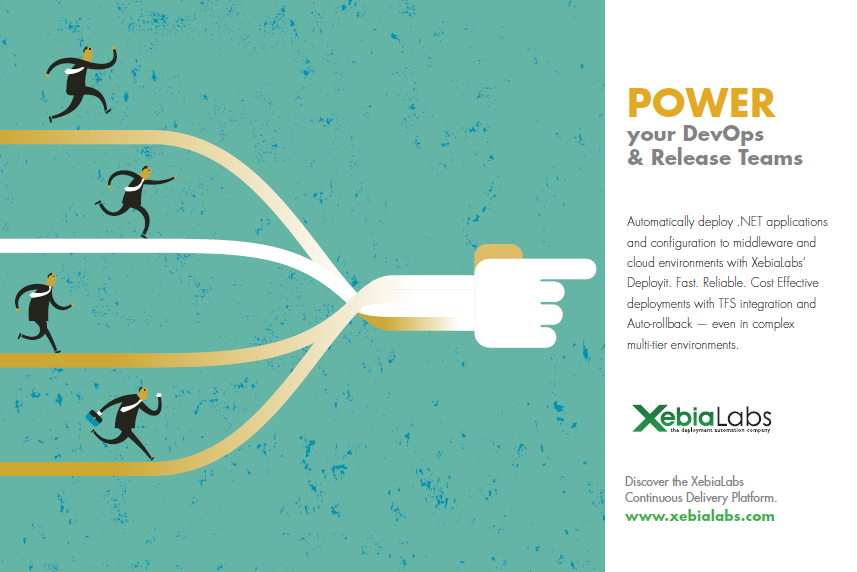 POWER
your DevOps
& Release Teams
Automatically deploy .NET applications
and configuration to middleware and
cloud environments with XebiaLabs’
Deployit. Fast. Reliable. Cost Effective
deployments with TFS integration and
Auto-rollback — even in complex
multi-tier environments.
XebiaLabs
the deployment automation company
Discover the XebiaLabs
Continuous Delivery Platform.
www.xebialabs.com